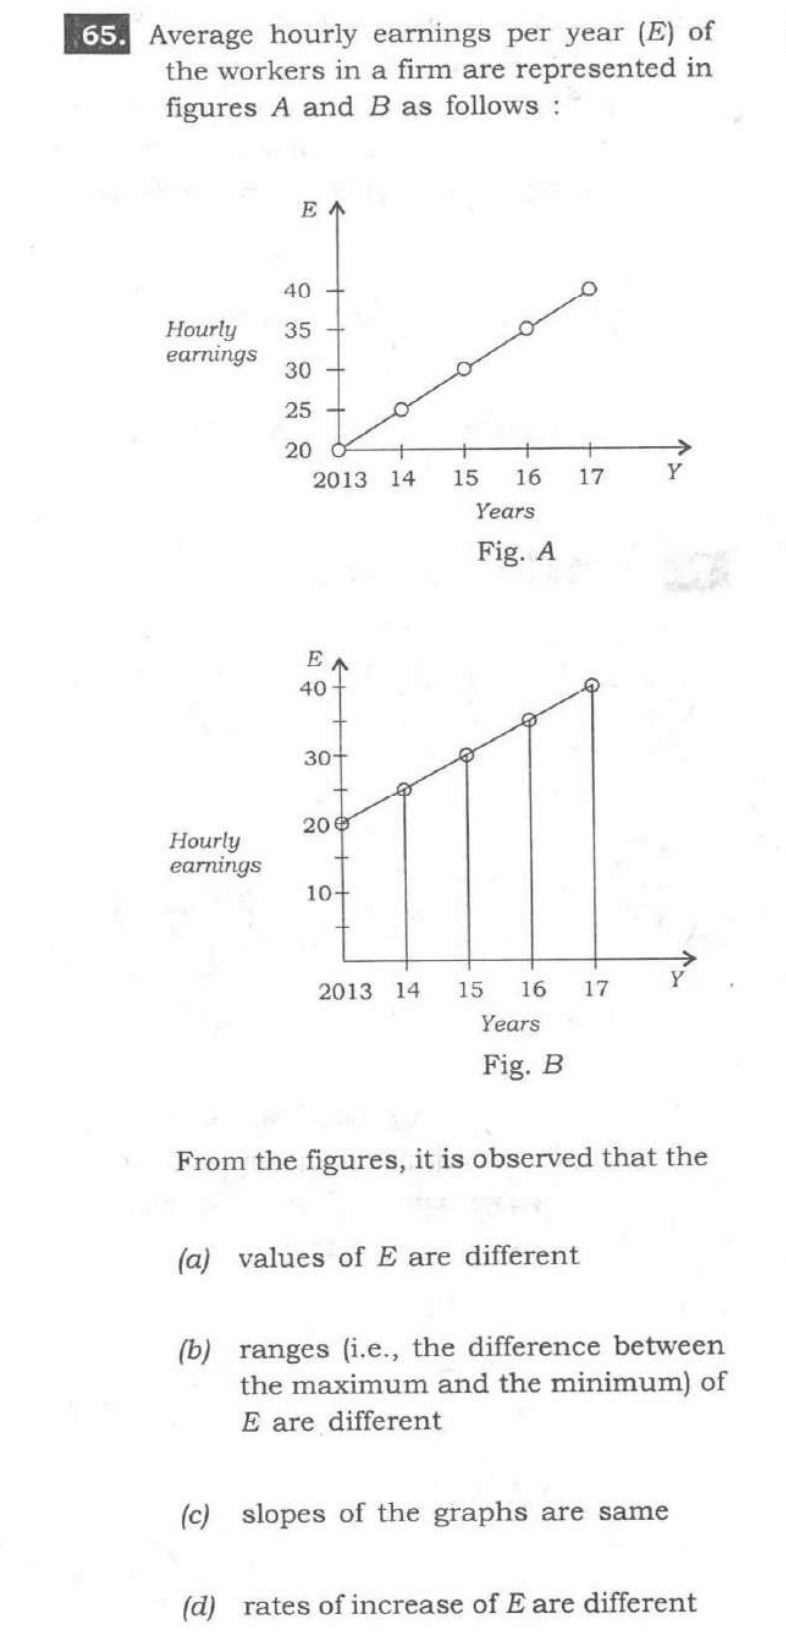 65. Average hourly earnings per year (E) of
the workers in a firm are represented in
figures A and B as follows :
E
40
Hourly 35
earnings
30
25
20
2013 14 15 16 17 Y
Years
Fig. A
E
40
30
20
Hourly
earnings
10
2013 14 15 16 17 Y
Years
Fig. B
From the figures, it is observed that the
(a) values of E are different
(b) ranges (i.e., the difference between
the maximum and the minimum) of
E are different
(c) slopes of the graphs are same
(d) rates of increase of E are different